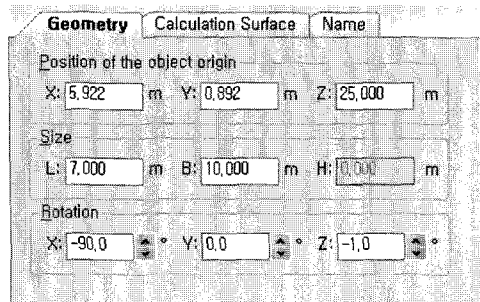 Geometry Calculation Surface Name
Position of the object origin
X: 5,922 m Y: 0,892 m Z: 25,000 m
Size
L: 7,000 m B: 10,000 m H: 0,000 m
Rotation
X: -90,0 ° Y: 0,0 ° Z: -1,0 °